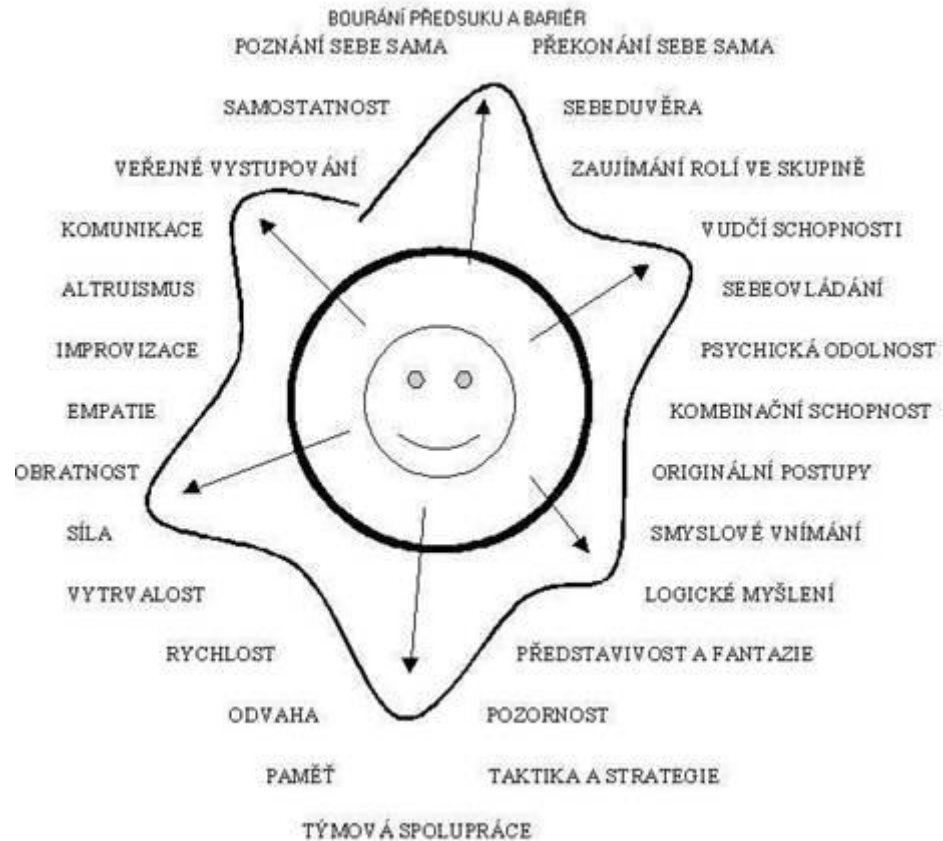 BOURÁNÍ PŘEDSUKU A BARIÉR
POZNÁNÍ SEBE SAMA PŘEKONÁNÍ SEBE SAMA
SAMOSTATNOST SEBEDUVĚRA
VEŘEJNÉ VYSTUPOVÁNÍ ZAUJÍMÁNÍ ROLÍ VE SKUPINĚ
KOMUNIKACE VUDČÍ SCHOPNOSTI
ALTRUISMUS SEBEOVLÁDÁNÍ
IMPROVIZACE PSYCHICKÁ ODOLNOST
EMPATIE KOMBINAČNÍ SCHOPNOST
OBRATNOST ORIGINÁLNÍ POSTUPY
SÍLA SMYSLOVÉ VNÍMÁNÍ
VYTRVALOST LOGICKÉ MYŠLENÍ
RYCHLOST PŘEDSTAVIVOST A FANTAZIE
ODVAHA POZORNOST
PAMĚŤ TAKTIKA A STRATEGIE
TÝMOVÁ SPOLUPRÁCE